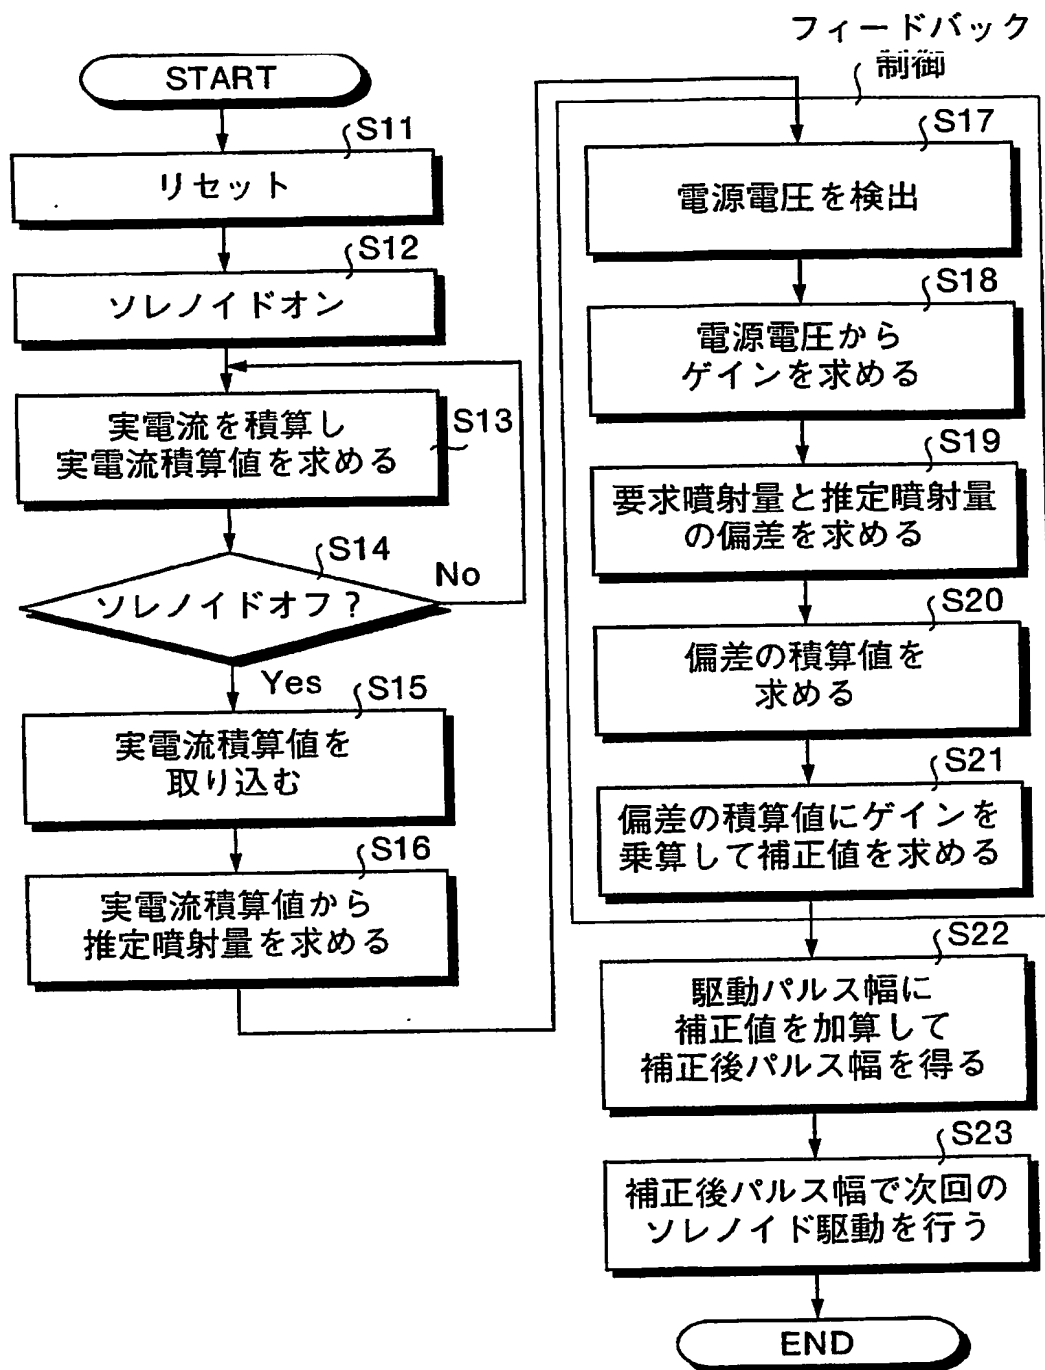 START
S11
リセット
S12
ソレノイドオン
S13
実電流を積算し
実電流積算値を求める
S14
ソレノイドオフ?
No
Yes
S15
実電流積算値を
取り込む
S16
実電流積算値から
推定噴射量を求める
フィードバック
制御
S17
電源電圧を検出
S18
電源電圧から
ゲインを求める
S19
要求噴射量と推定噴射量
の偏差を求める
S20
偏差の積算値を
求める
S21
偏差の積算値にゲインを
乗算して補正値を求める
S22
駆動パルス幅に
補正値を加算して
補正後パルス幅を得る
S23
補正後パルス幅で次回の
ソレノイド駆動を行う
END